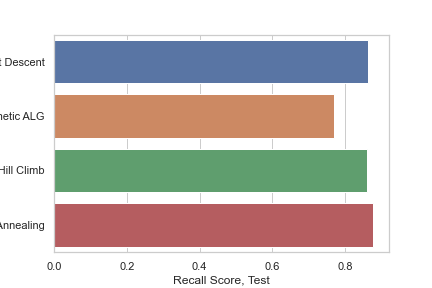 t Descent
netic ALG
Hill Climb
Annealing
0.0 0.2 0.4 0.6 0.8
Recall Score, Test